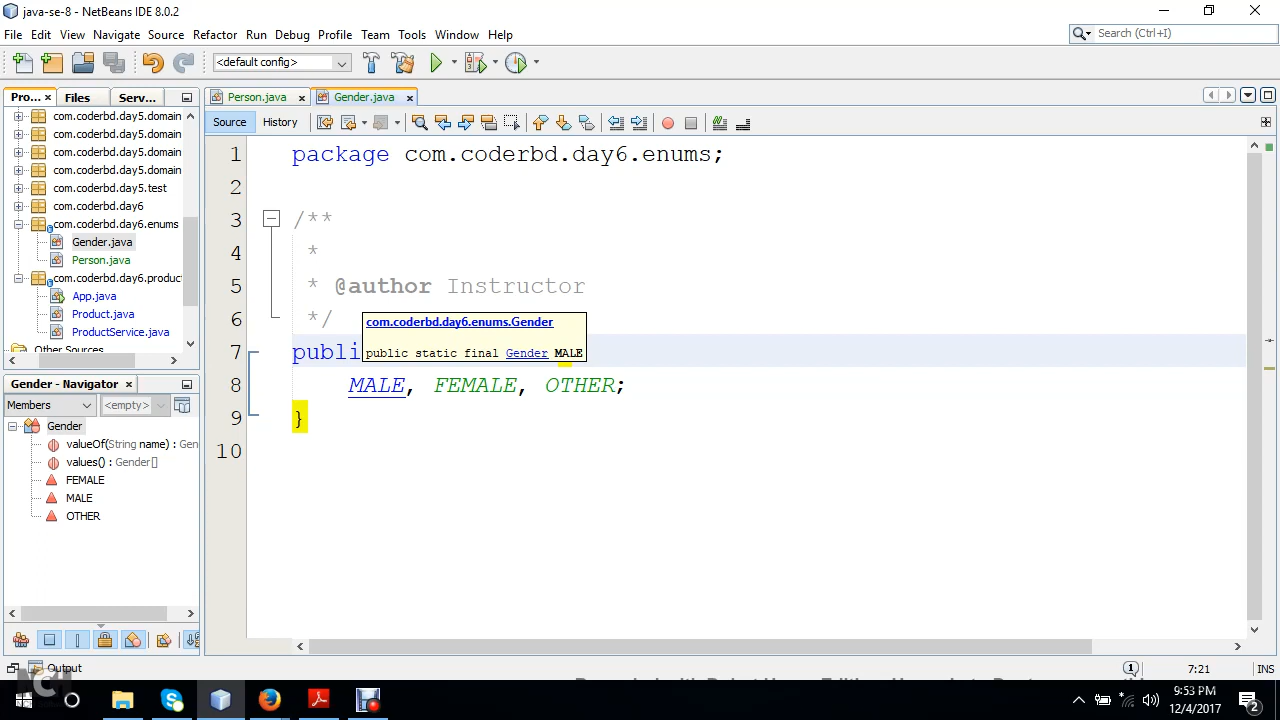 java-se-8 - NetBeans IDE 8.0.2
File Edit View Navigate Source Refactor Run Debug Profile Team Tools Window Help
Search (Ctrl+I)
<default config>
Pro... Files Serv...
Person.java Gender.java
Source History
com.coderbd.day5.domain
com.coderbd.day5.domain
com.coderbd.day5.domain
com.coderbd.day5.domain
com.coderbd.day5.test
com.coderbd.day6
com.coderbd.day6.enums
Gender.java
Person.java
com.coderbd.day6.product
App.java
Product.java
ProductService.java
Other Sources
1 package com.coderbd.day6.enums;
2
3 /**
4 *
5 * @author Instructor
6 */
com.coderbd.day6.enums.Gender
public static final Gender MALE
7 publi
8 MALE, FEMALE, OTHER;
9 }
10
Gender - Navigator
Members <empty>
Gender
valueOf(String name) : Gen
values() : Gender[]
FEMALE
MALE
OTHER
Output
1 7:21 INS
NCH
9:53 PM
12/4/2017
2